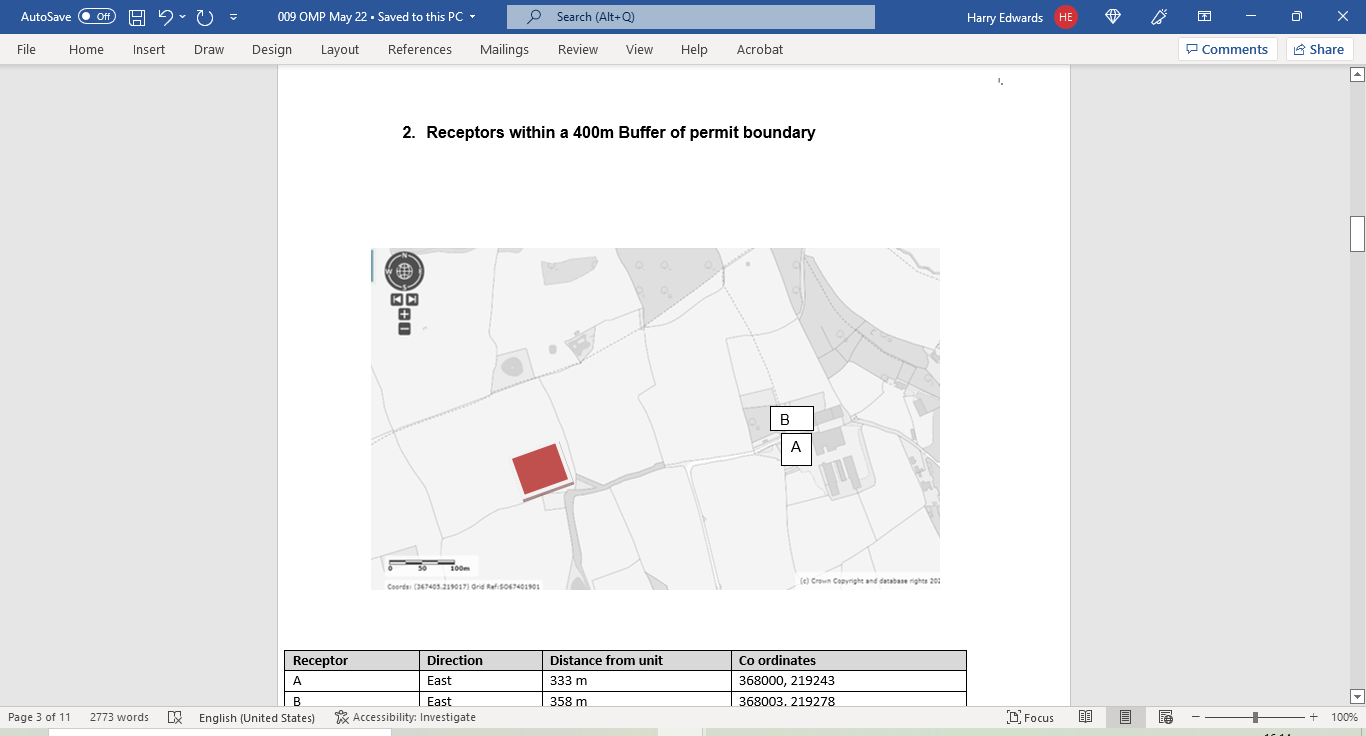 AutoSave Off 009 OMP May 22 • Saved to this PC Search (Alt+Q) Harry Edwards HE
File Home Insert Draw Design Layout References Mailings Review View Help Acrobat Comments Share
2. Receptors within a 400m Buffer of permit boundary
N
W E
S
B
A
0 50 100m
Coords: (367405,219017) Grid Ref:SO67401901
(c) Crown Copyright and database rights
Receptor Direction Distance from unit Co ordinates
A East 333 m 368000, 219243
B East 358 m 368003, 219278
Page 3 of 11 2773 words English (United States) Accessibility: Investigate Focus 100%